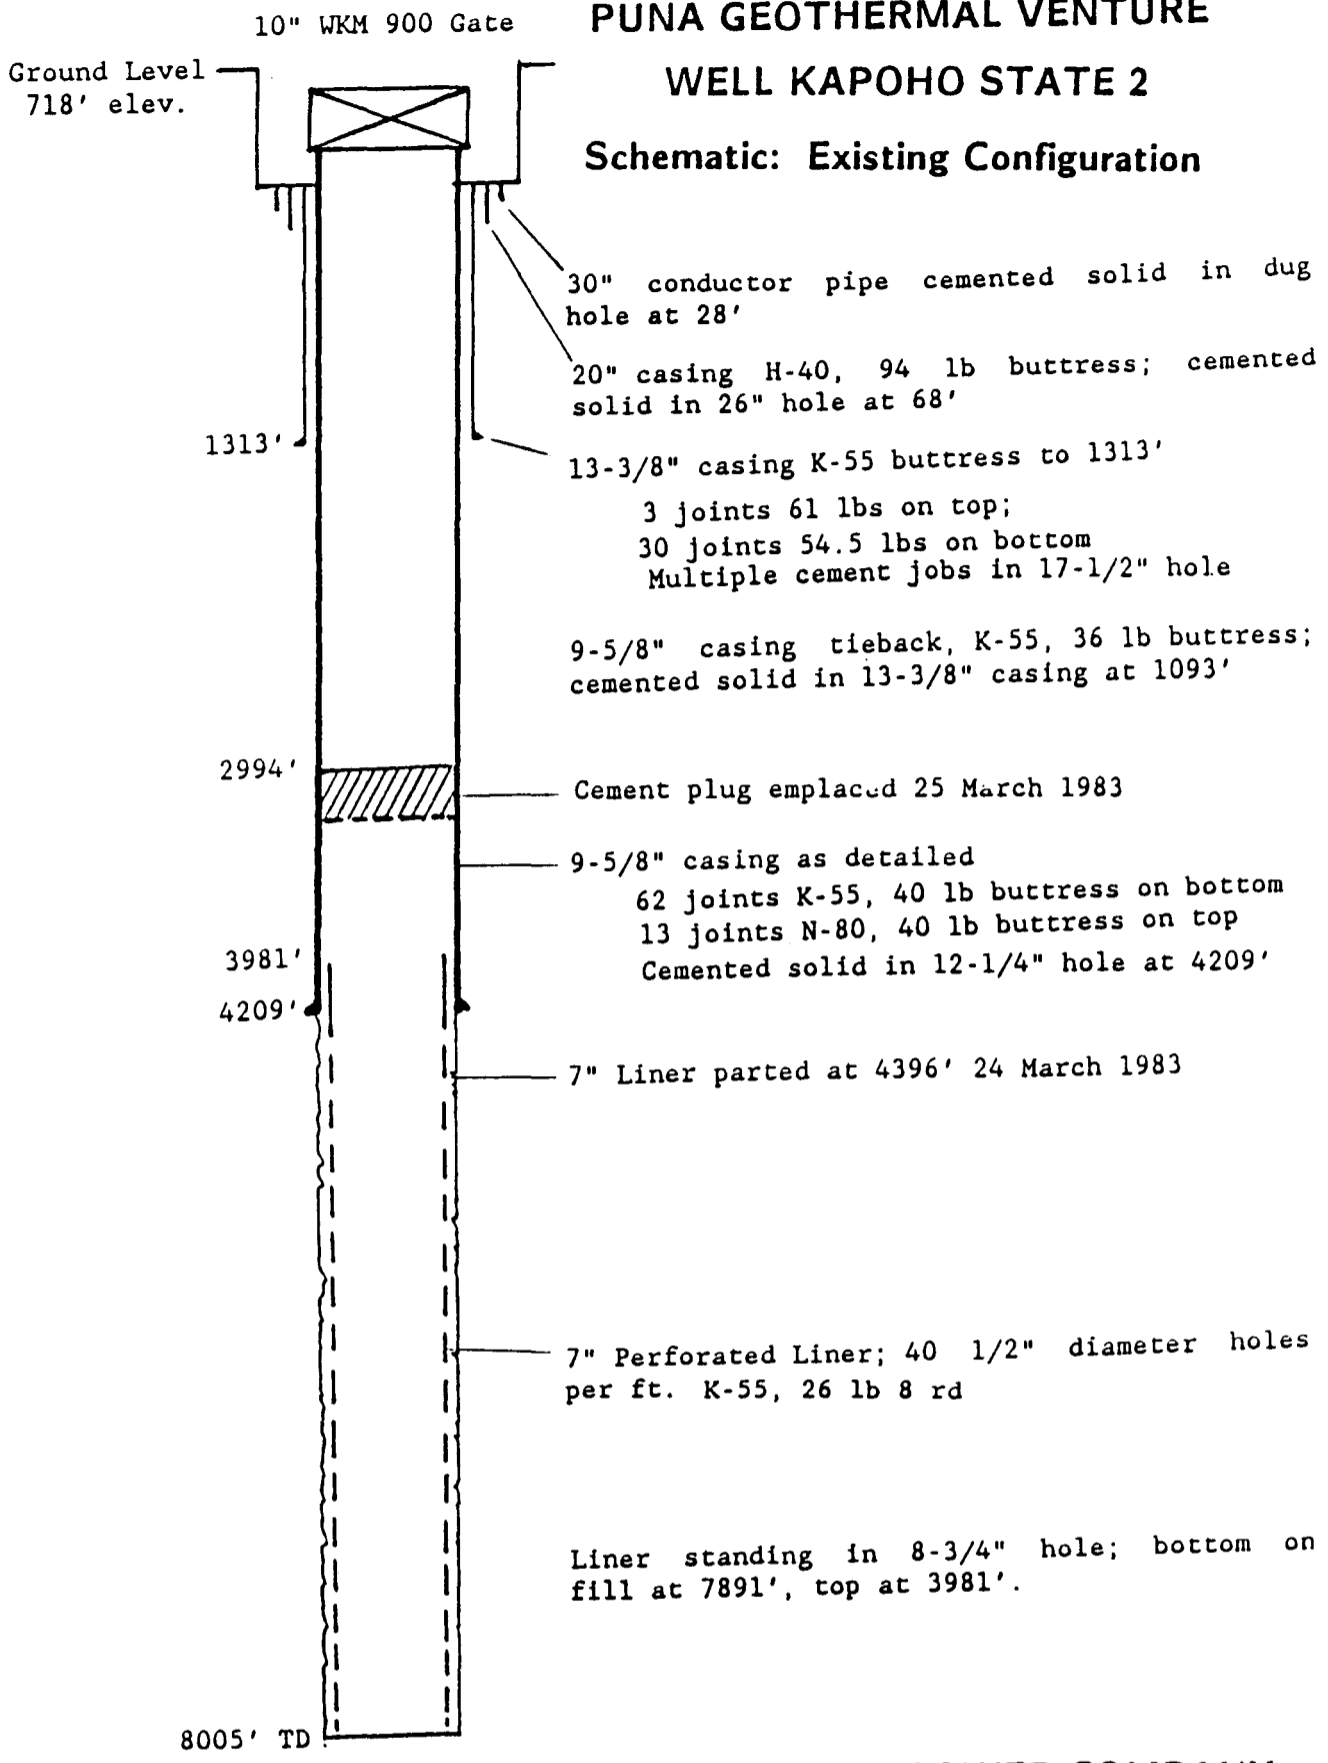 10" WKM 900 Gate
PUNA GEOTHERMAL VENTURE
WELL KAPOHO STATE 2
Schematic: Existing Configuration
Ground Level
718' elev.
30" conductor pipe cemented solid in dug
hole at 28'
20" casing H-40, 94 lb buttress; cemented
solid in 26" hole at 68'
1313'
13-3/8" casing K-55 buttress to 1313'
3 joints 61 lbs on top;
30 joints 54.5 lbs on bottom
Multiple cement jobs in 17-1/2" hole
9-5/8" casing tieback, K-55, 36 lb buttress;
cemented solid in 13-3/8" casing at 1093'
2994'
Cement plug emplaced 25 March 1983
9-5/8" casing as detailed
62 joints K-55, 40 lb buttress on bottom
13 joints N-80, 40 lb buttress on top
Cemented solid in 12-1/4" hole at 4209'
3981'
4209'
7" Liner parted at 4396' 24 March 1983
7" Perforated Liner; 40 1/2" diameter holes
per ft. K-55, 26 lb 8 rd
Liner standing in 8-3/4" hole; bottom on
fill at 7891', top at 3981'.
8005' TD